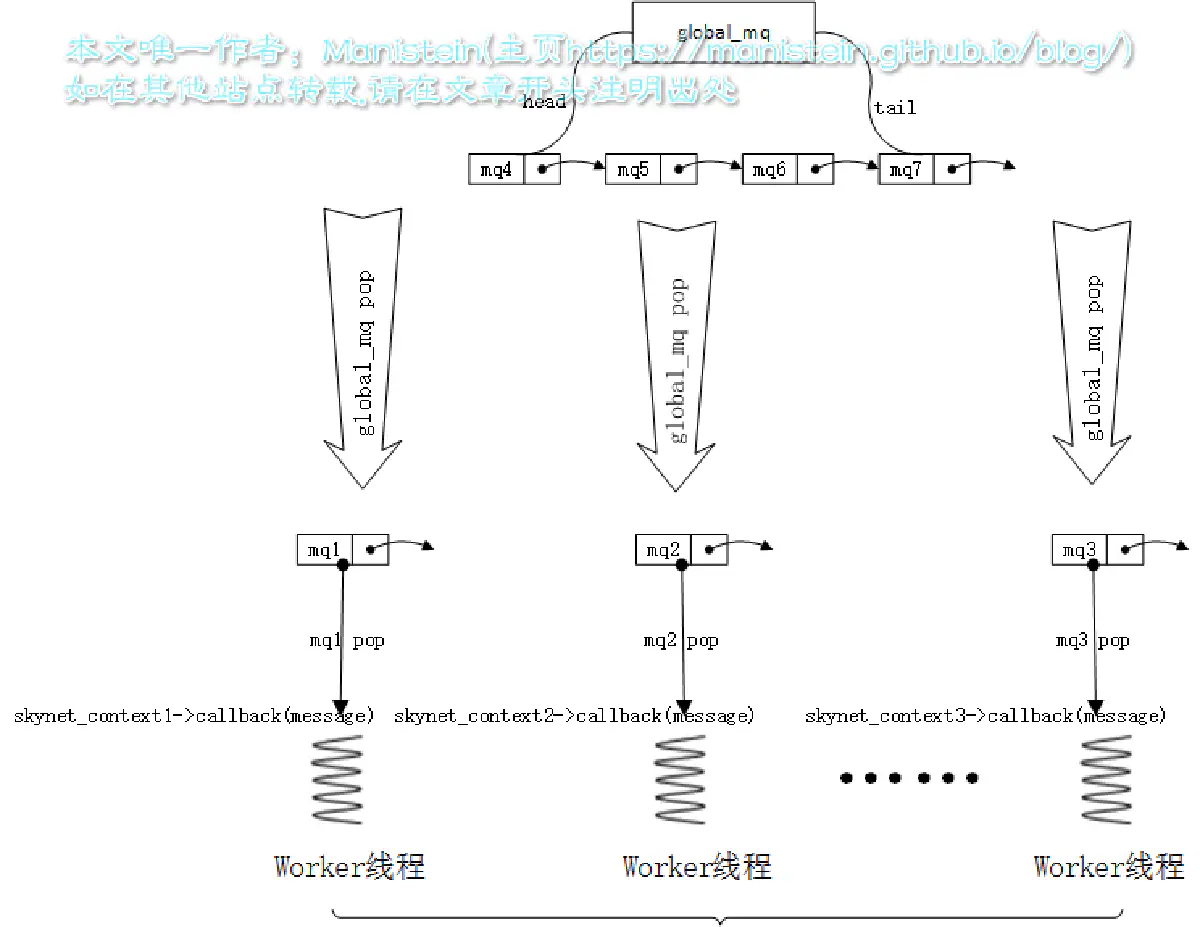 global_mq
本文唯一作者：Manistein(主页https://manistein.github.io/blog/)
如在其他站点转载,请在文章开头注明出处
head
tail
mq4 mq5 mq6 mq7
global_mq pop global_mq pop global_mq pop
mq1 mq2 mq3
mq1 pop mq2 pop mq3 pop
skynet_context1->callback(message) skynet_context2->callback(message) skynet_context3->callback(message)
Worker线程 Worker线程 Worker线程